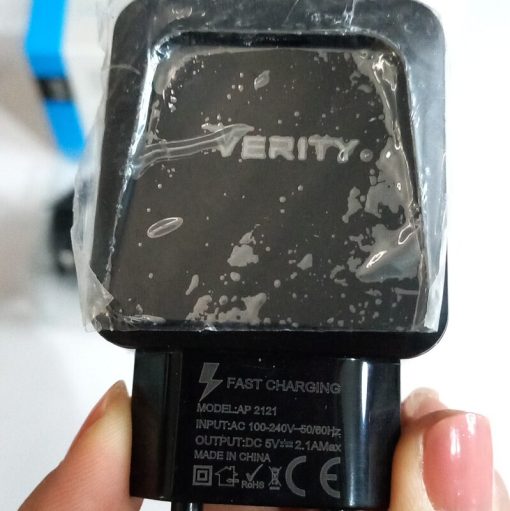 VERITY
FAST CHARGING
MODEL:AP 2121
INPUT:AC 100-240V~50/60Hz
OUTPUT:DC 5V⎓2.1AMax
MADE IN CHINA
RoHS CE